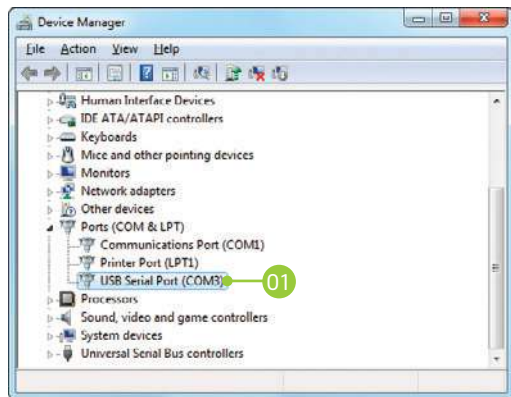 Device Manager
File Action View Help
Human Interface Devices
IDE ATA/ATAPI controllers
Keyboards
Mice and other pointing devices
Monitors
Network adapters
Other devices
Ports (COM & LPT)
Communications Port (COM1)
Printer Port (LPT1)
USB Serial Port (COM3)
01
Processors
Sound, video and game controllers
System devices
Universal Serial Bus controllers